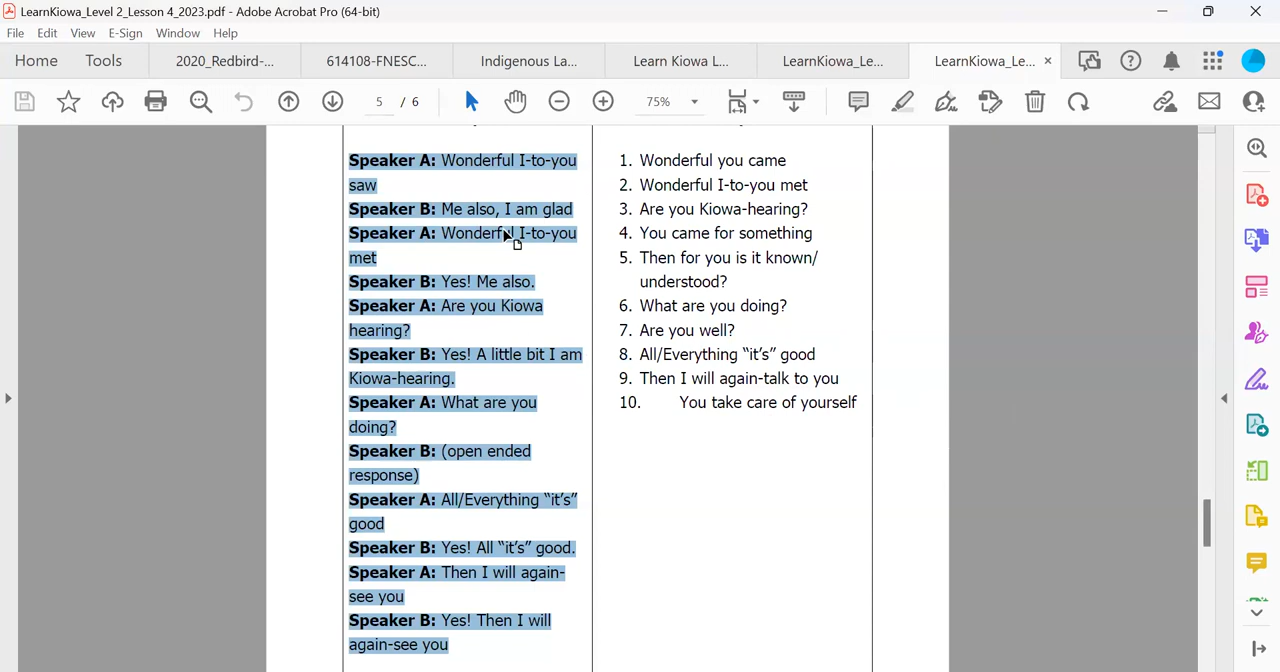 LearnKiowa_Level 2_Lesson 4_2023.pdf - Adobe Acrobat Pro (64-bit)
File Edit View E-Sign Window Help
Home Tools 2020_Redbird-... 614108-FNESC... Indigenous La... Learn Kiowa L... LearnKiowa_Le... LearnKiowa_Le... ×
5 / 6 75%
Speaker A: Wonderful I-to-you
saw
Speaker B: Me also, I am glad
Speaker A: Wonderful I-to-you
met
Speaker B: Yes! Me also.
Speaker A: Are you Kiowa
hearing?
Speaker B: Yes! A little bit I am
Kiowa-hearing.
Speaker A: What are you
doing?
Speaker B: (open ended
response)
Speaker A: All/Everything “it’s”
good
Speaker B: Yes! All “it’s” good.
Speaker A: Then I will again-
see you
Speaker B: Yes! Then I will
again-see you
1. Wonderful you came
2. Wonderful I-to-you met
3. Are you Kiowa-hearing?
4. You came for something
5. Then for you is it known/
understood?
6. What are you doing?
7. Are you well?
8. All/Everything “it’s” good
9. Then I will again-talk to you
10. You take care of yourself